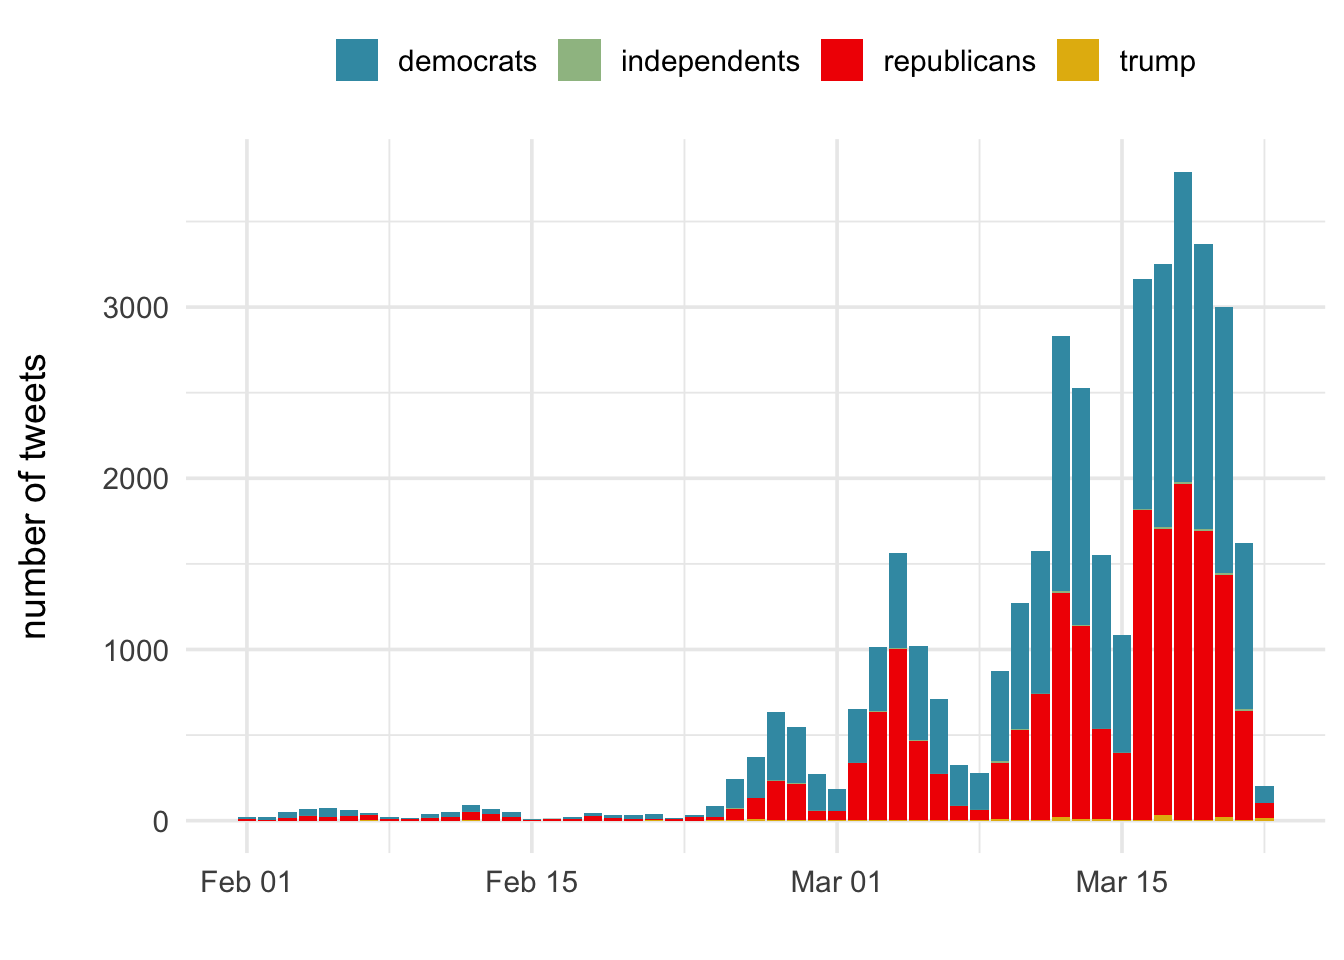 democrats independents republicans trump
number of tweets
3000
2000
1000
0
Feb 01 Feb 15 Mar 01 Mar 15